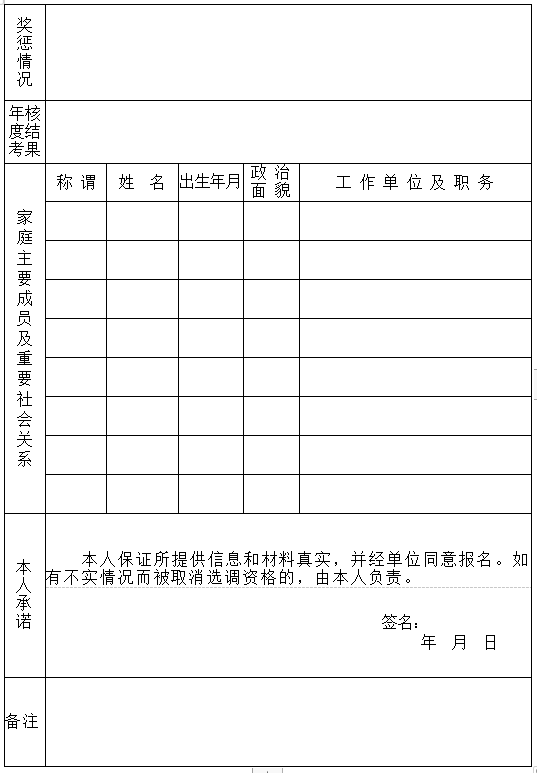 奖惩情况
年核
度结
考果
称 谓 姓 名 出生年月 政 治 面 貌 工 作 单 位 及 职 务
家庭主要成员及重要社会关系
本人承诺
本人保证所提供信息和材料真实，并经单位同意报名。如
有不实情况而被取消选调资格的，由本人负责。
签名：
年 月 日
备注